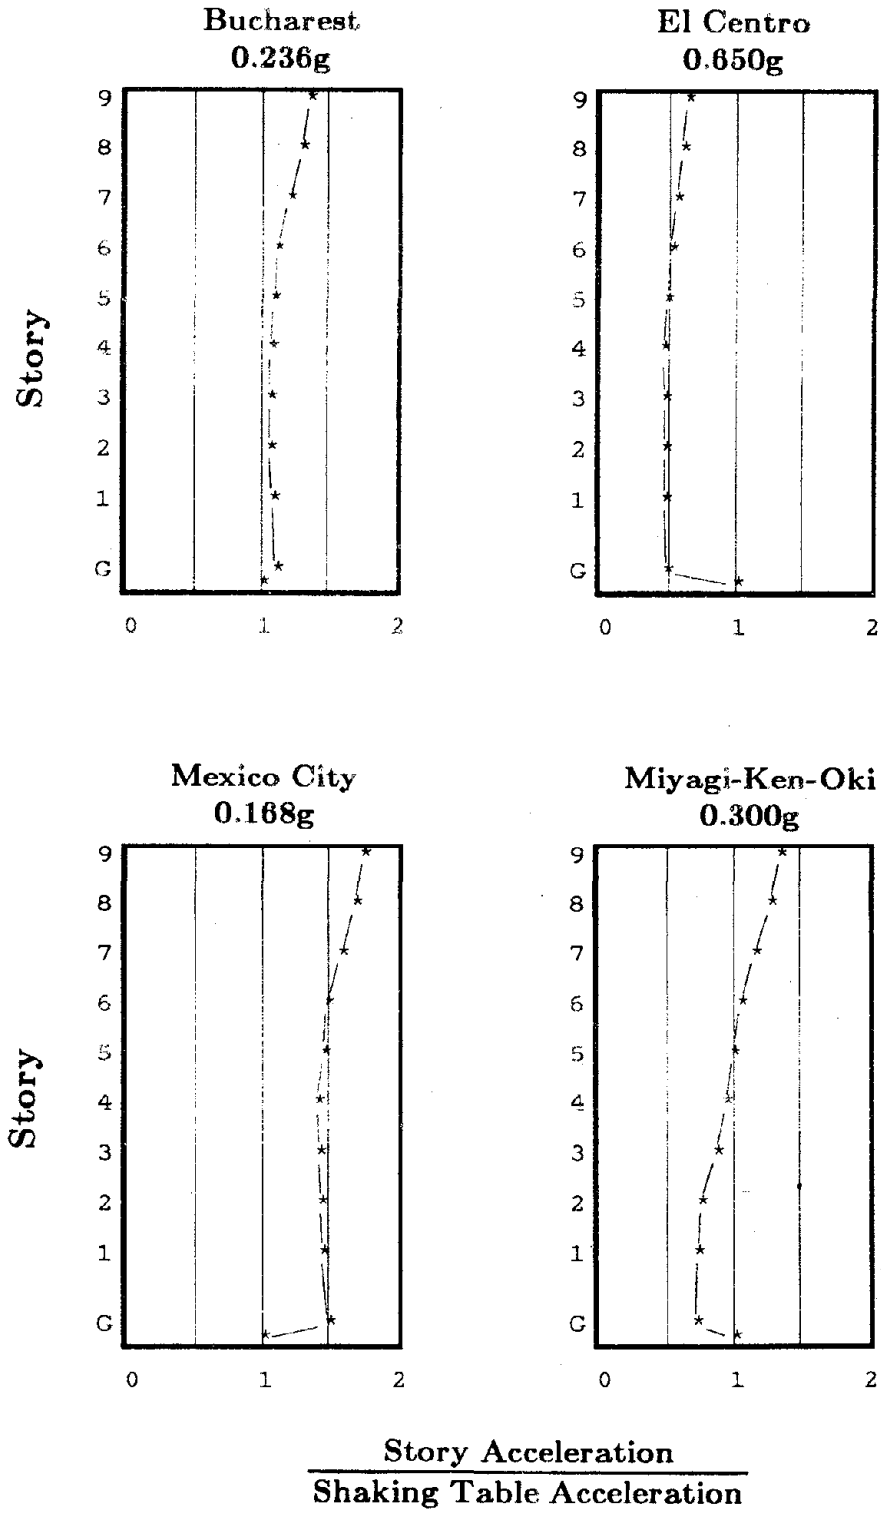 Bucharest
0.236g
9
8
7
6
5
4
3
2
1
G
0 1 2
Story
El Centro
0.650g
9
8
7
6
5
4
3
2
1
G
0 1 2
Mexico City
0.168g
9
8
7
6
5
4
3
2
1
G
0 1 2
Story
Miyagi-Ken-Oki
0.300g
9
8
7
6
5
4
3
2
1
G
0 1 2
Story Acceleration
Shaking Table Acceleration